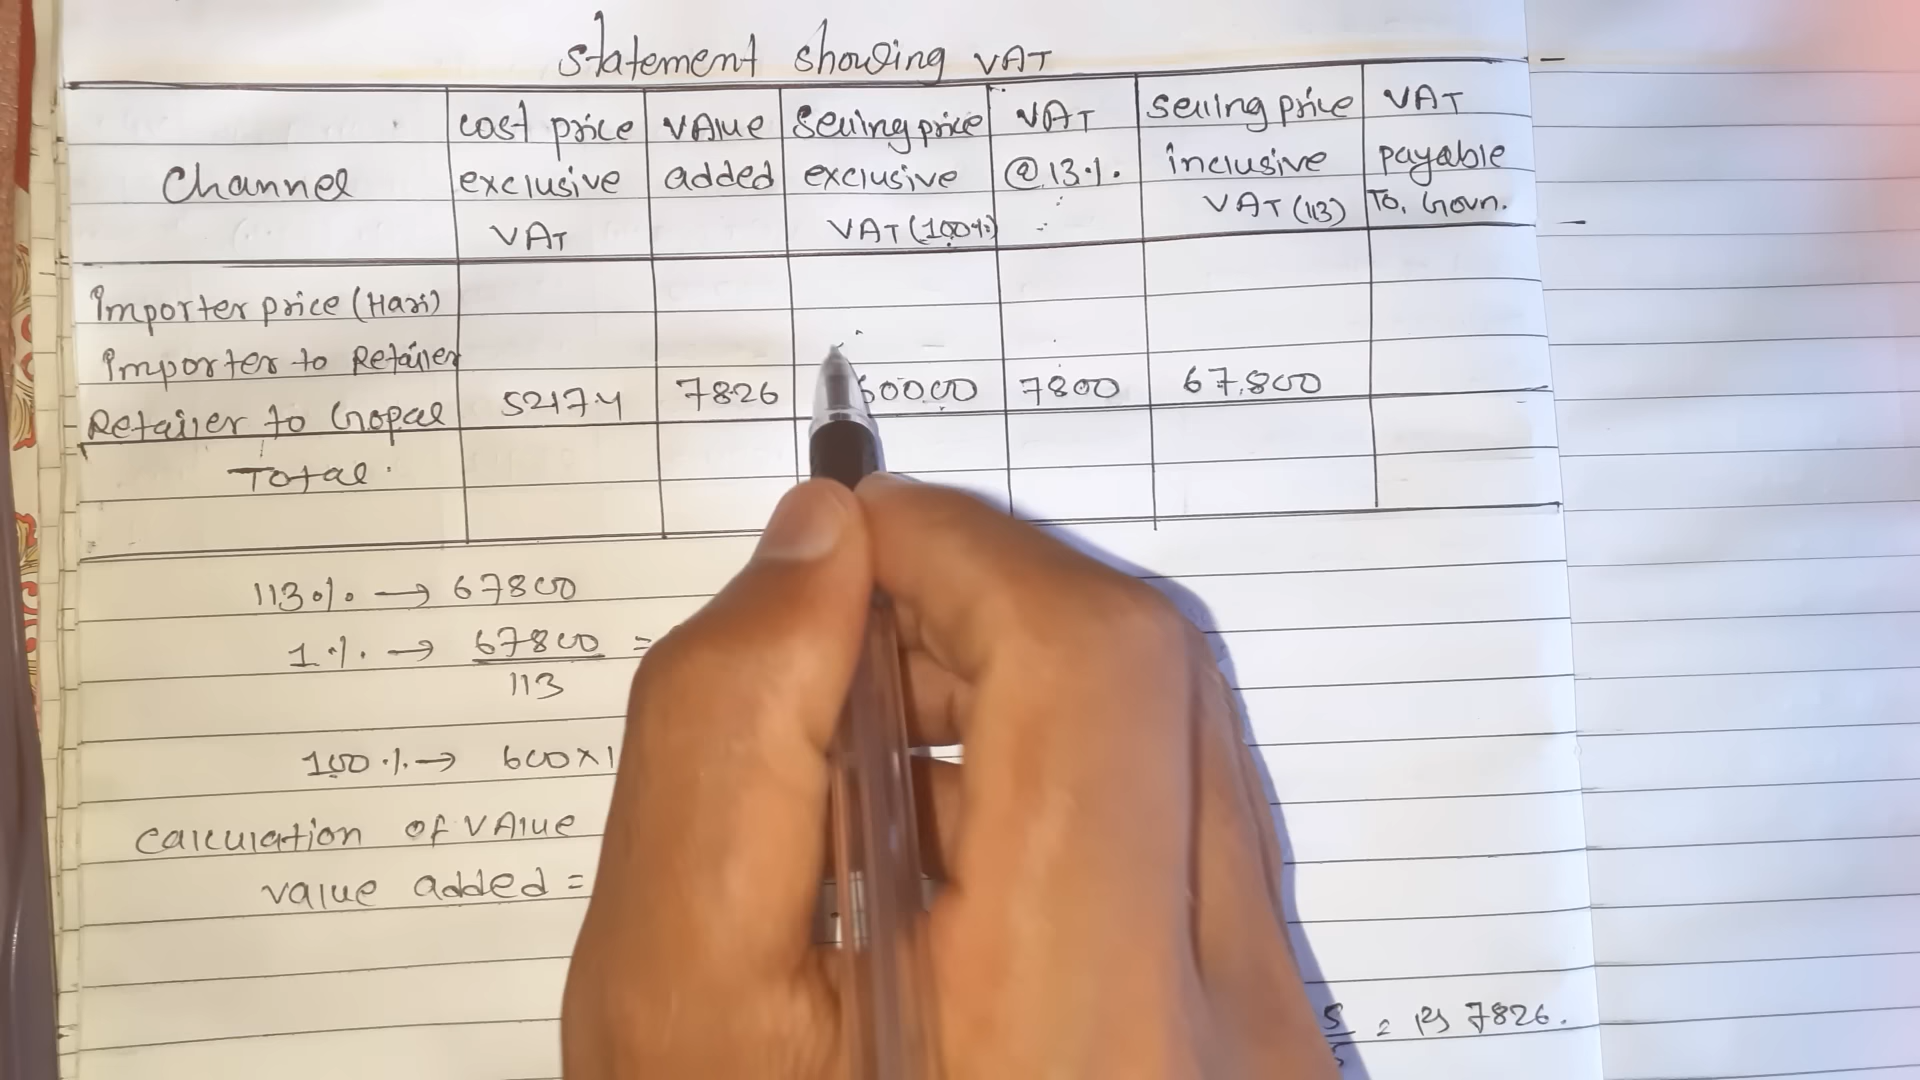 Statement showing VAT
Channel
cost price exclusive VAT
VAlue added
Selling price exclusive VAT (100%)
VAT @ 13%.
Selling price inclusive VAT (113)
VAT payable To. Govn.
Importer price (Hari)
Importer to Retailer
Retailer to Gopal 52174 7826 60000 7800 67,800
Total.
113% → 67800
1% → 67800 =
113
100% → 600×1
calculation of VAlue
value added =
= Rs 7826.